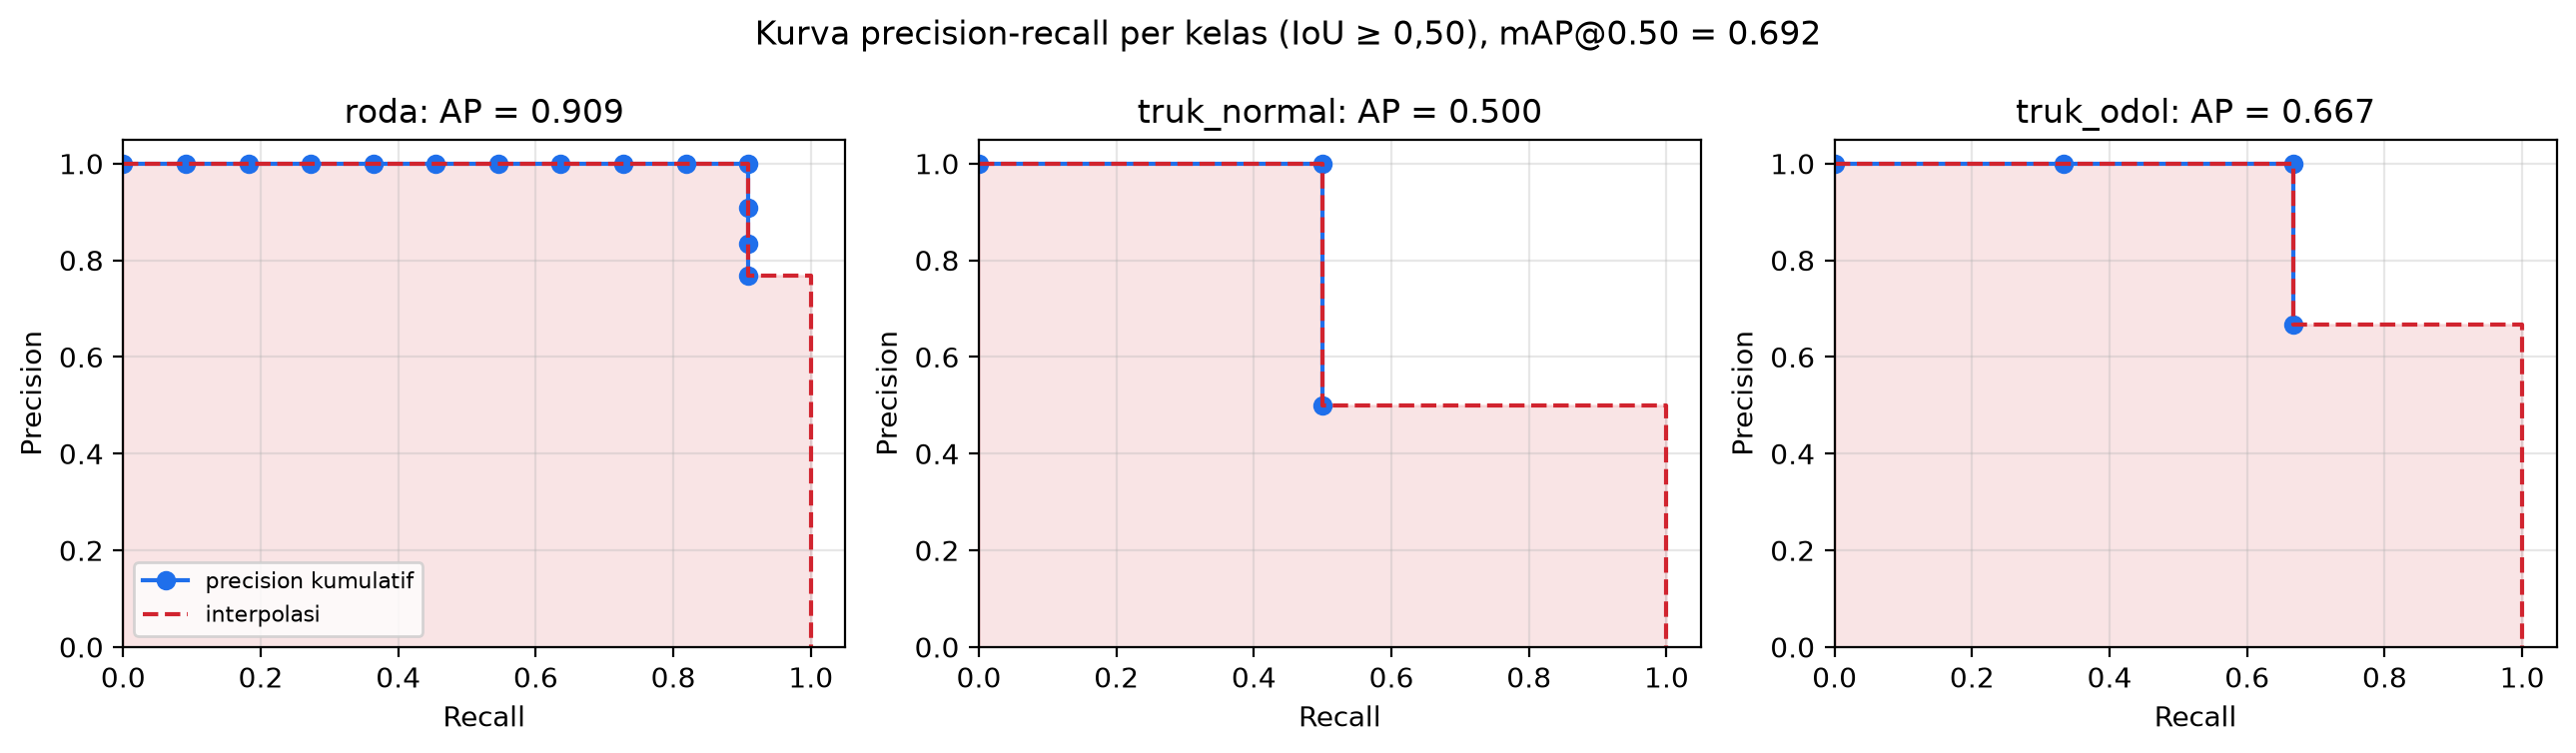 Kurva precision-recall per kelas (IoU ≥ 0,50), mAP@0.50 = 0.692
roda: AP = 0.909
1.0
0.8
0.6
0.4
0.2
0.0
Precision
precision kumulatif
interpolasi
0.0 0.2 0.4 0.6 0.8 1.0
Recall
truk_normal: AP = 0.500
1.0
0.8
0.6
0.4
0.2
0.0
Precision
0.0 0.2 0.4 0.6 0.8 1.0
Recall
truk_odol: AP = 0.667
1.0
0.8
0.6
0.4
0.2
0.0
Precision
0.0 0.2 0.4 0.6 0.8 1.0
Recall